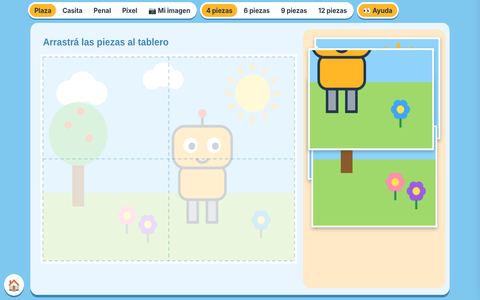 Plaza Casita Penal Pixel 📷 Mi imagen 4 piezas 6 piezas 9 piezas 12 piezas 👀 Ayuda
Arrastrá las piezas al tablero